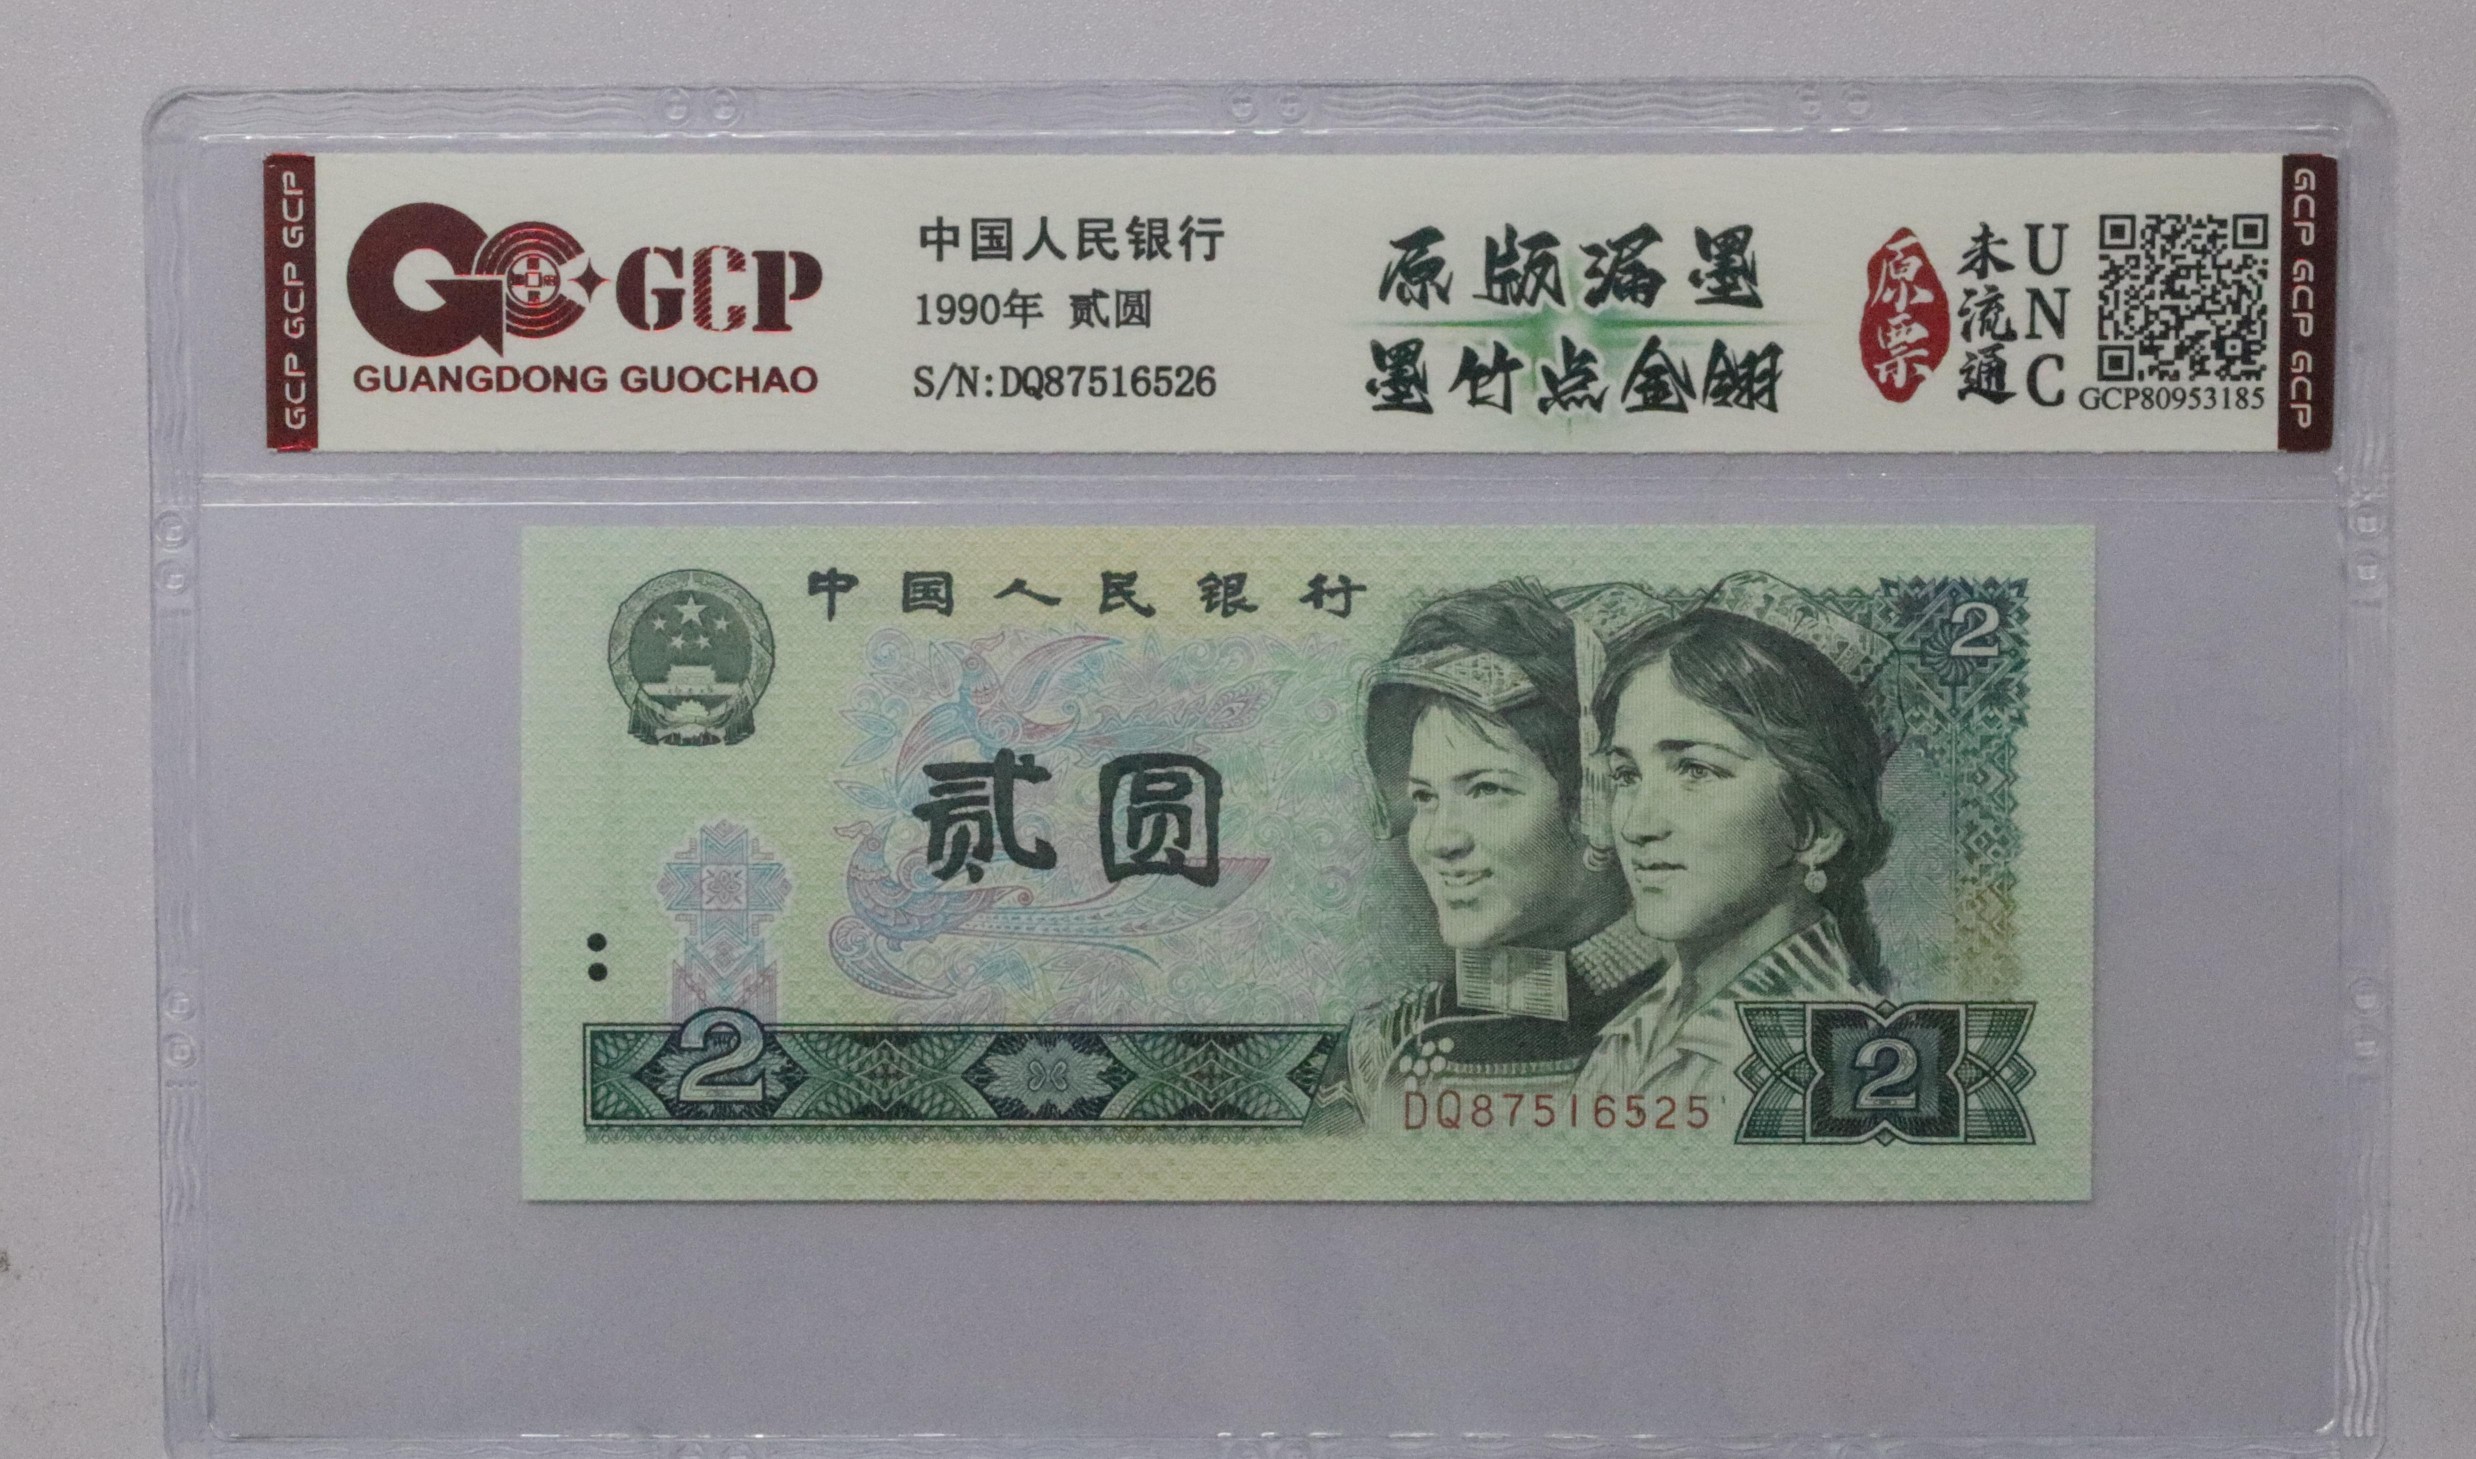 GCP GCP GCP
GCP
GUANGDONG GUOCHAO
中国人民银行
1990年 贰圆
S/N:DQ87516526
原版漏墨
墨竹点金翎
原票
未流通
UNC
GCP80953185
GCP GCP GCP
中国人民银行
2
贰圆
2
DQ87516525
2